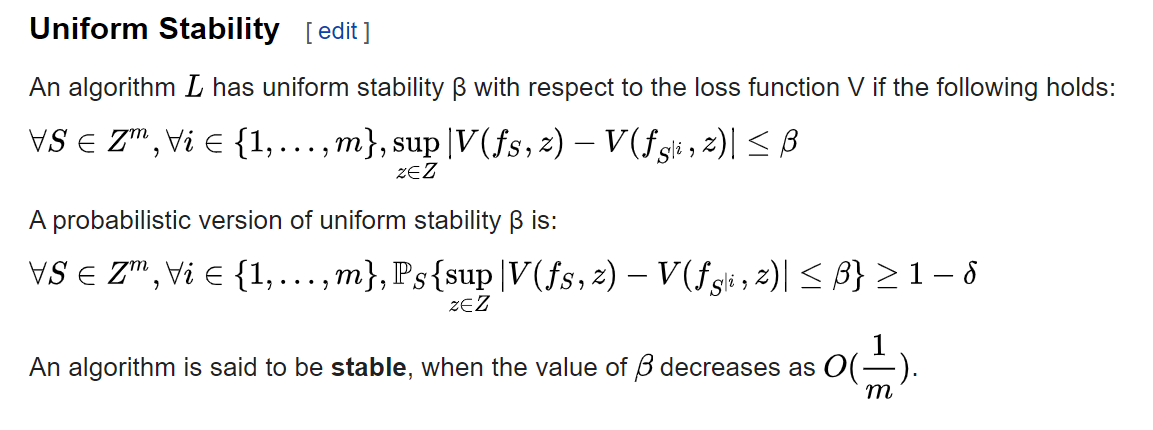 Uniform Stability [ edit ]
An algorithm L has uniform stability β with respect to the loss function V if the following holds:
∀S ∈ Z^m, ∀i ∈ {1, . . . , m}, sup_{z∈Z} |V(f_S, z) − V(f_{S^{|i}}, z)| ≤ β
A probabilistic version of uniform stability β is:
∀S ∈ Z^m, ∀i ∈ {1, . . . , m}, ℙ_S{sup_{z∈Z} |V(f_S, z) − V(f_{S^{|i}}, z)| ≤ β} ≥ 1 − δ
An algorithm is said to be stable, when the value of β decreases as O(1/m).